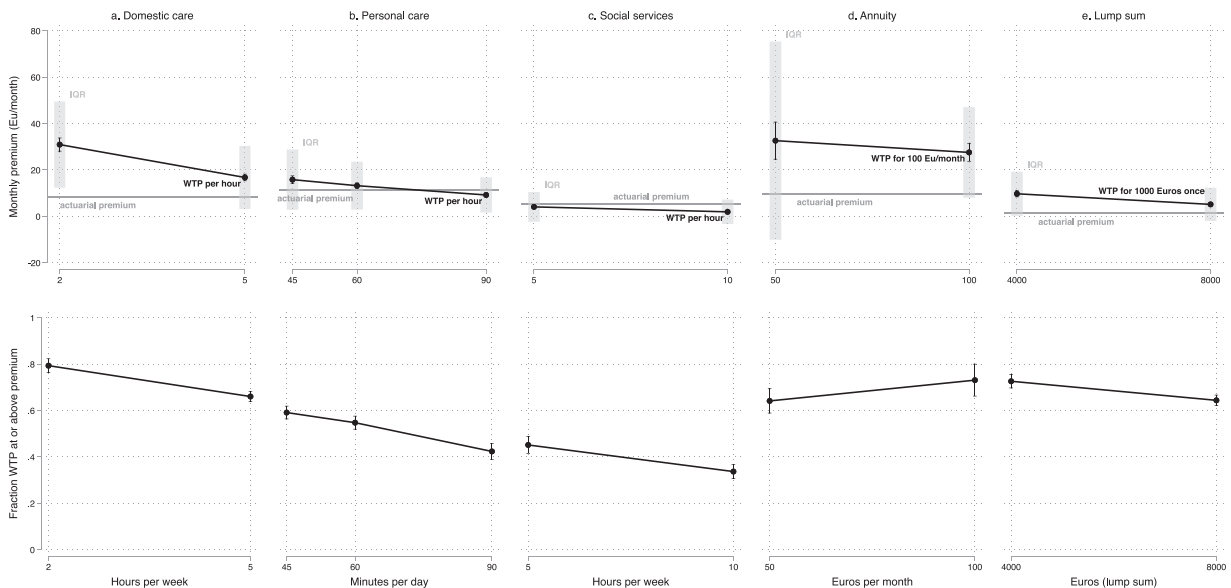 a. Domestic care
b. Personal care
c. Social services
d. Annuity
e. Lump sum
Monthly premium (Eu/month)
80
60
40
20
0
-20
IQR
WTP per hour
actuarial premium
2
5
IQR
actuarial premium
WTP per hour
45
60
90
IQR
actuarial premium
WTP per hour
5
10
IQR
WTP for 100 Eu/month
actuarial premium
50
100
IQR
WTP for 1000 Euros once
actuarial premium
4000
8000
Fraction WTP at or above premium
1
.8
.6
.4
.2
0
2
5
Hours per week
45
60
90
Minutes per day
5
10
Hours per week
50
100
Euros per month
4000
8000
Euros (lump sum)